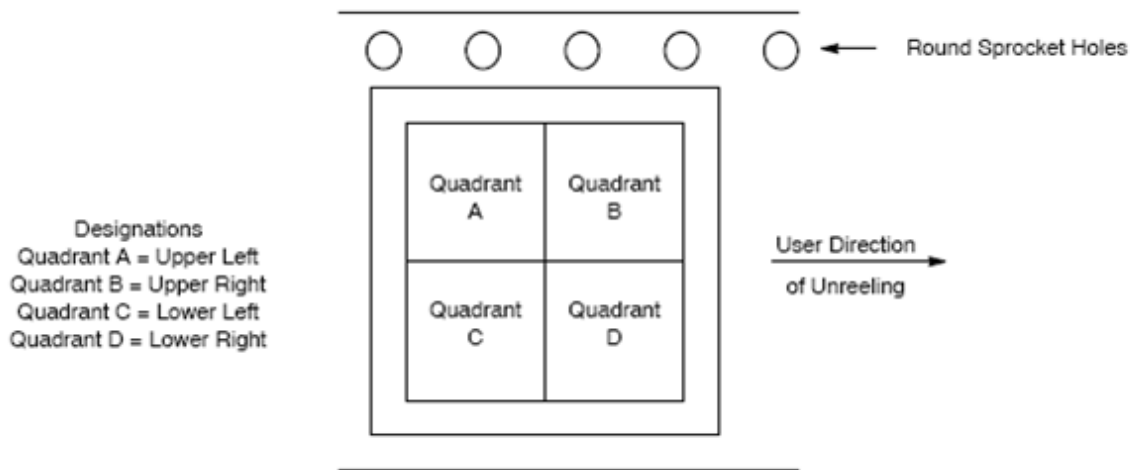 Round Sprocket Holes
Quadrant
A
Quadrant
B
Designations
Quadrant A = Upper Left
Quadrant B = Upper Right
Quadrant C = Lower Left
Quadrant D = Lower Right
User Direction
of Unreeling
Quadrant
C
Quadrant
D